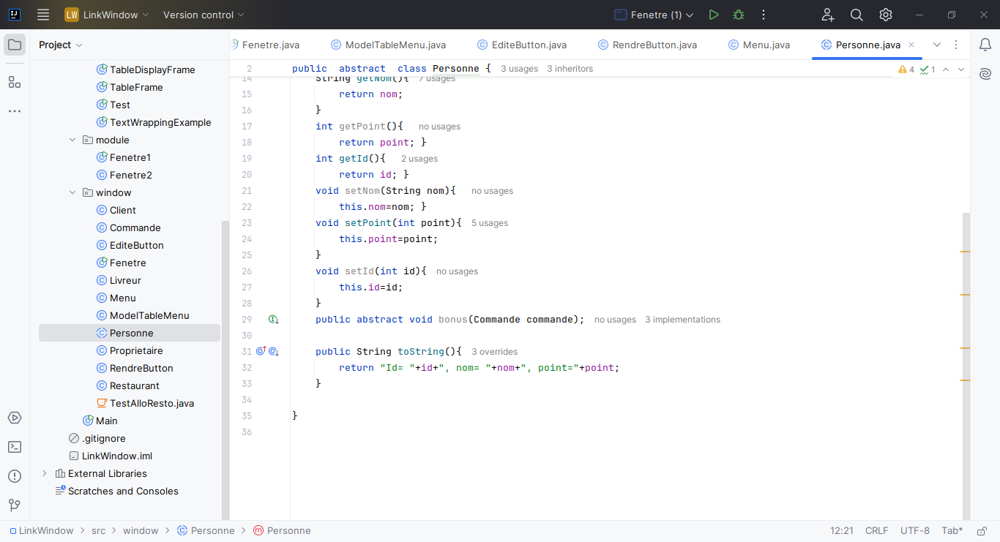 LW LinkWindow Version control Fenetre (1)
Project
Fenetre.java ModelTableMenu.java EditeButton.java RendreButton.java Menu.java Personne.java
TableDisplayFrame
TableFrame
Test
TextWrappingExample
module
Fenetre1
Fenetre2
window
Client
Commande
EditeButton
Fenetre
Livreur
Menu
ModelTableMenu
Personne
Proprietaire
RendreButton
Restaurant
TestAlloResto.java
Main
.gitignore
LinkWindow.iml
External Libraries
Scratches and Consoles
2 public abstract class Personne { 3 usages 3 inheritors 4 1
14 String getNom(){ 7 usages
15 return nom;
16 }
17 int getPoint(){ no usages
18 return point; }
19 int getId(){ 2 usages
20 return id; }
21 void setNom(String nom){ no usages
22 this.nom=nom; }
23 void setPoint(int point){ 5 usages
24 this.point=point;
25 }
26 void setId(int id){ no usages
27 this.id=id;
28 }
29 public abstract void bonus(Commande commande); no usages 3 implementations
30
31 public String toString(){ 3 overrides
32 return "Id= "+id+", nom= "+nom+", point="+point;
33 }
34
35 }
36
LinkWindow > src > window > Personne > Personne 12:21 CRLF UTF-8 Tab*